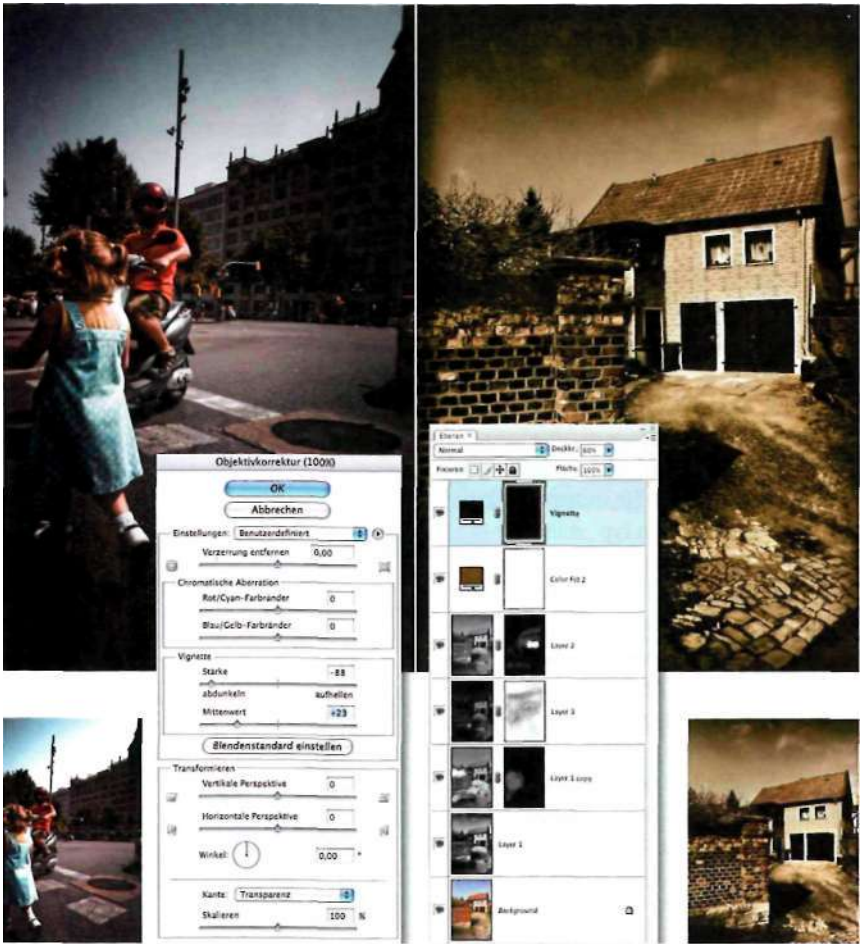 Objektivkorrektur (100%)
OK
Abbrechen
Einstellungen: Benutzerdefiniert
Verzerrung entfernen 0,00
Chromatische Aberration
Rot/Cyan-Farbränder 0
Blau/Gelb-Farbränder 0
Vignette
Stärke -88
abdunkeln aufhellen
Mittenwert +23
Blendenstandard einstellen
Transformieren
Vertikale Perspektive 0
Horizontale Perspektive 0
Winkel: 0,00 °
Kante: Transparenz
Skalieren 100 %
Ebenen ×
Normal Deckkr.: 60%
Fixieren: Fläche: 100%
Vignette
Color Fill 2
Layer 2
Layer 3
Layer 1 copy
Layer 1
Background